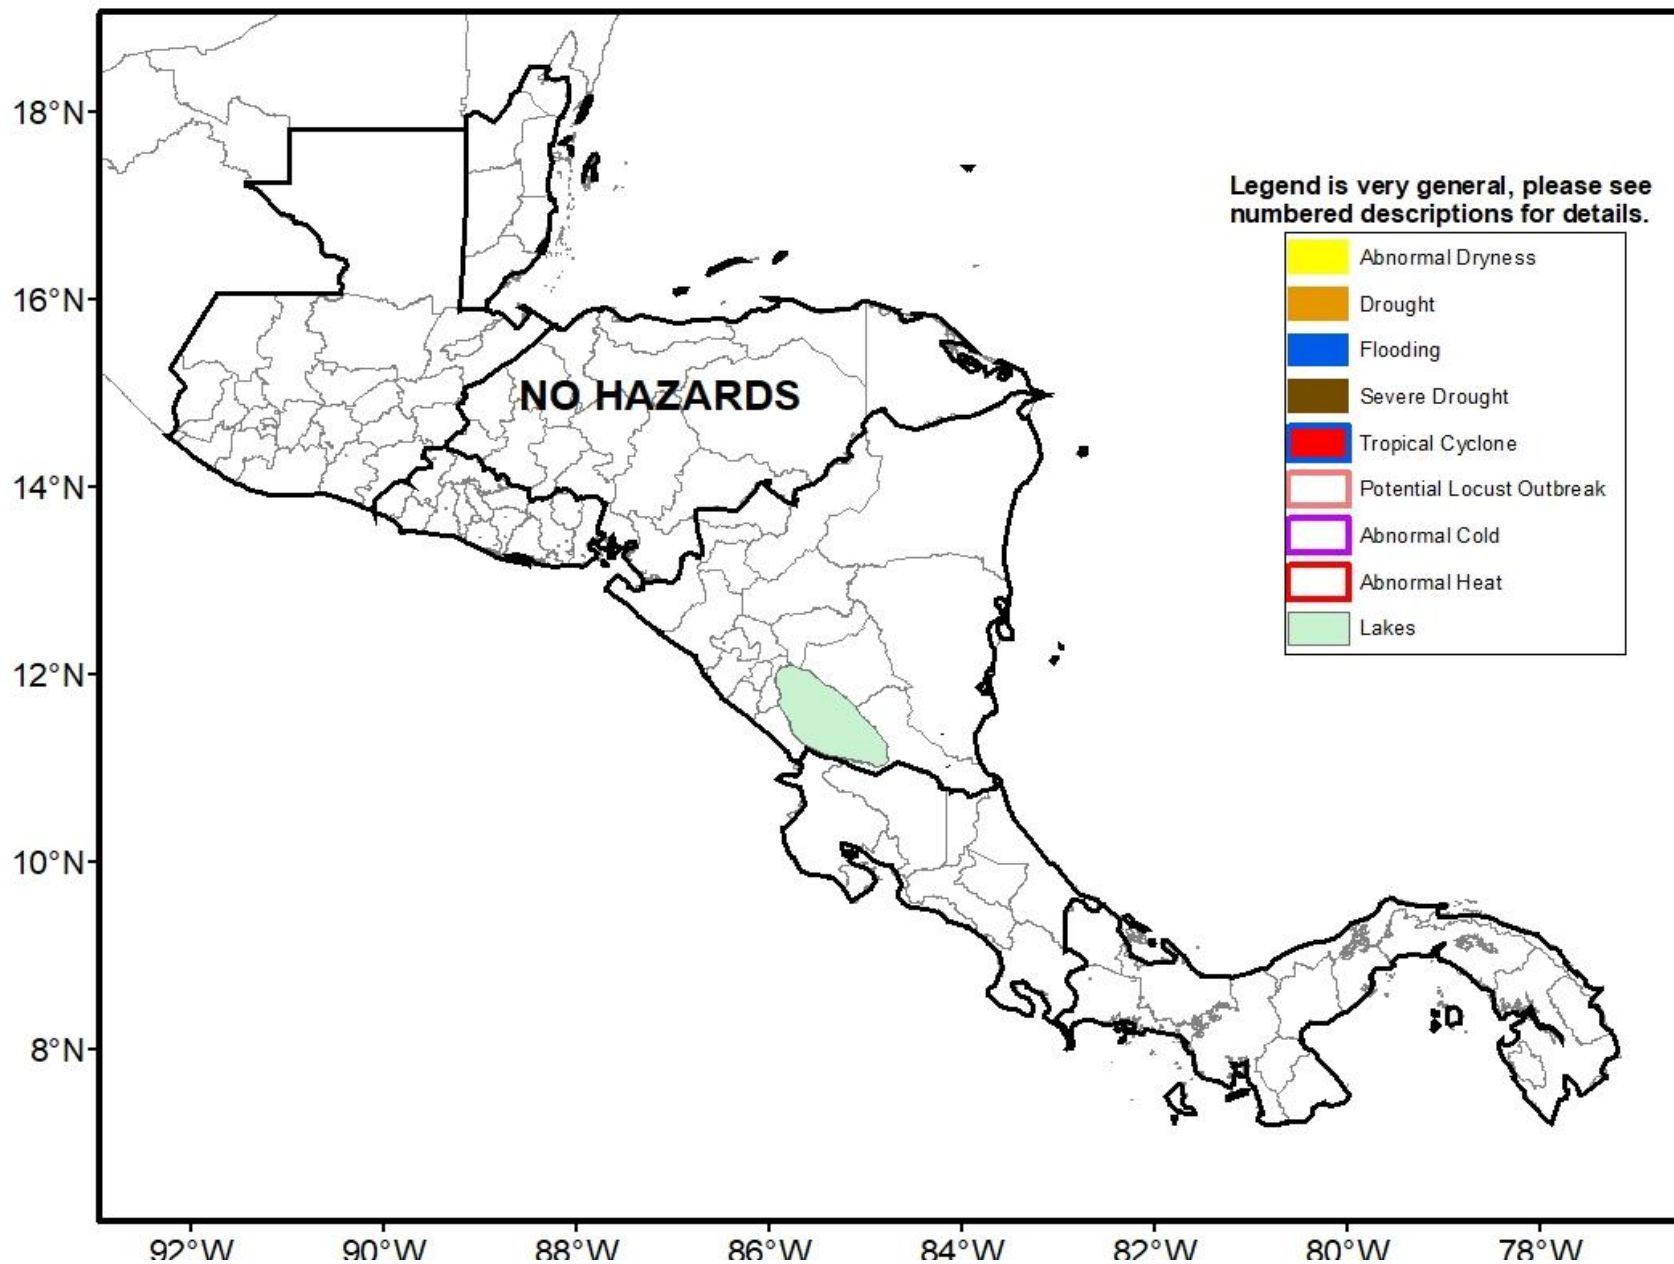 18°N
16°N
14°N
12°N
10°N
8°N
NO HAZARDS
Legend is very general, please see
numbered descriptions for details.
Abnormal Dryness
Drought
Flooding
Severe Drought
Tropical Cyclone
Potential Locust Outbreak
Abnormal Cold
Abnormal Heat
Lakes
92°W 90°W 88°W 86°W 84°W 82°W 80°W 78°W